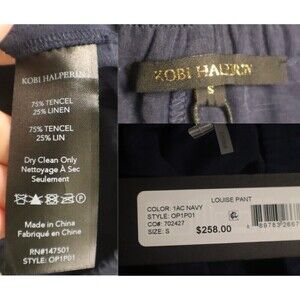 KOBI HALPERIN
75% TENCEL
25% LINEN
75% TENCEL
25% LIN
Dry Clean Only
Nettoyage À Sec
Seulement
Made in China
Fabriqué en Chine
RN#147501
STYLE: OP1P01
KOBI HALPERIN
S
LOUISE PANT
COLOR: 1AC NAVY
STYLE: OP1P01
CO#: 702427
SIZE: S
$258.00